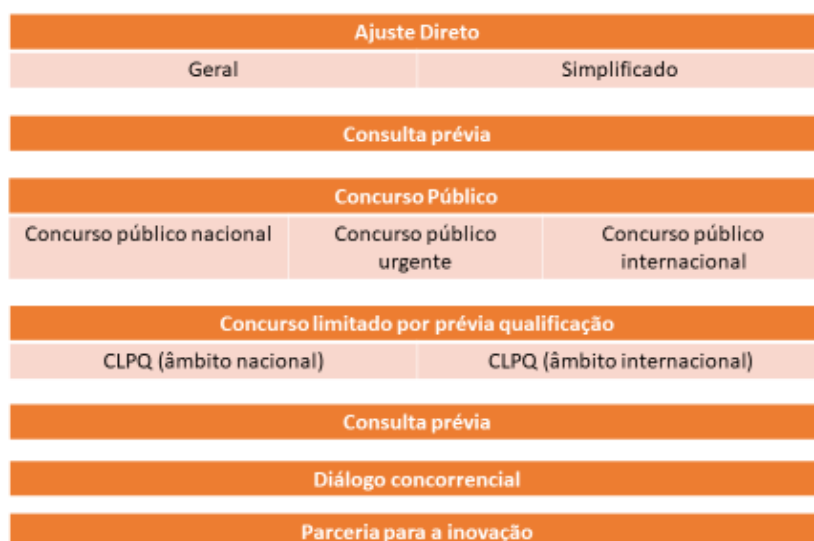 Ajuste Direto
Geral
Simplificado
Consulta prévia
Concurso Público
Concurso público nacional
Concurso público
urgente
Concurso público
internacional
Concurso limitado por prévia qualificação
CLPQ (âmbito nacional)
CLPQ (âmbito internacional)
Consulta prévia
Diálogo concorrencial
Parceria para a inovação